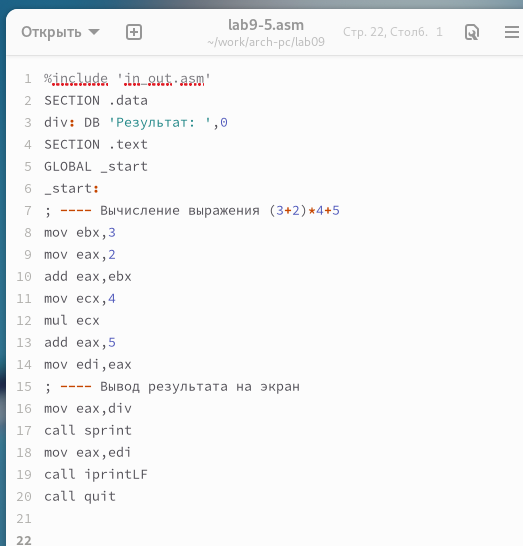 Открыть
lab9-5.asm
~/work/arch-pc/lab09
Стр. 22, Столб. 1
1 %include 'in_out.asm'
2 SECTION .data
3 div: DB 'Результат: ',0
4 SECTION .text
5 GLOBAL _start
6 _start:
7 ; ---- Вычисление выражения (3+2)*4+5
8 mov ebx,3
9 mov eax,2
10 add eax,ebx
11 mov ecx,4
12 mul ecx
13 add eax,5
14 mov edi,eax
15 ; ---- Вывод результата на экран
16 mov eax,div
17 call sprint
18 mov eax,edi
19 call iprintLF
20 call quit
21
22